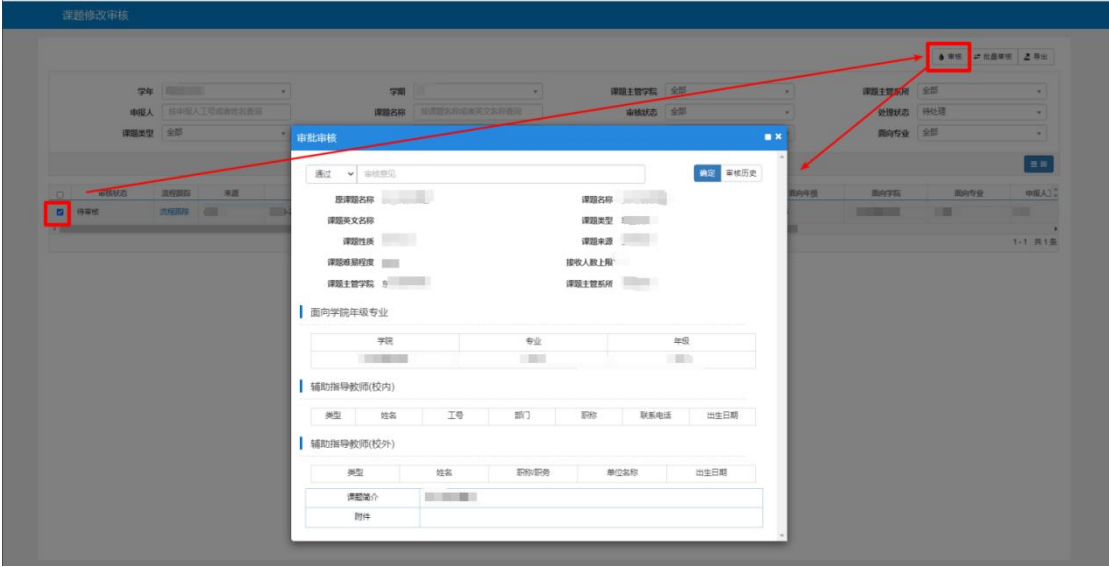 课题修改审核
审核 批量审核 导出
学年 学期 课题主管学院 全部 课题主管系所 全部
申报人 按申报人工号或者姓名查询 课题名称 按课题名称或者英文名称查询 审核状态 全部 处理状态 待处理
课题类型 全部 面向专业 全部
查 询
审核状态 流程跟踪 来源 面向年级 面向学院 面向专业 申报人工
待审核 流程跟踪
1-1 共1条
审批审核
通过 审核意见 确定 审核历史
原课题名称 课题名称
课题英文名称 课题类型
课题性质 课题来源
课题难易程度 接收人数上限
课题主管学院 课题主管系所
面向学院年级专业
学院 专业 年级
辅助指导教师(校内)
类型 姓名 工号 部门 职称 联系电话 出生日期
辅助指导教师(校外)
类型 姓名 职称/职务 单位名称 出生日期
课题简介
附件